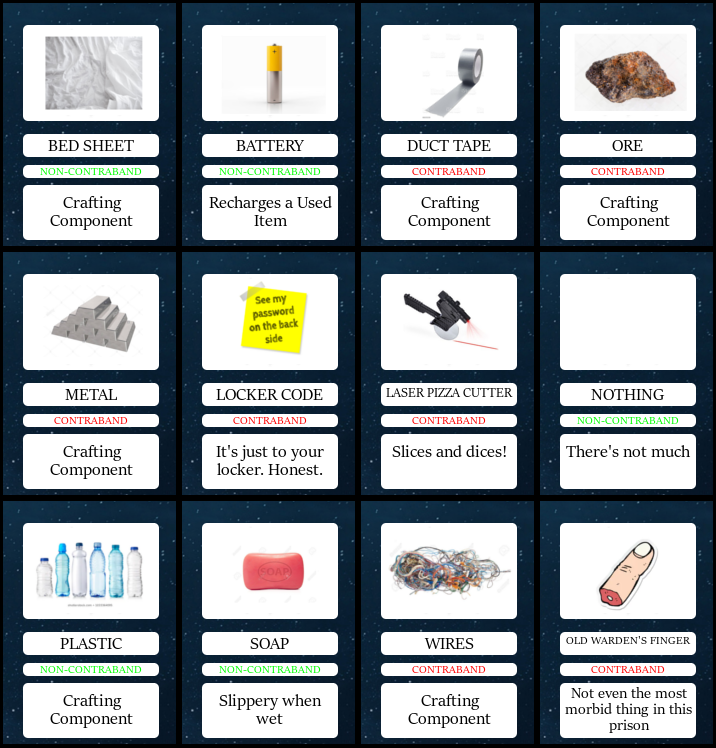 BED SHEET
NON-CONTRABAND
Crafting
Component
BATTERY
NON-CONTRABAND
Recharges a Used
Item
DUCT TAPE
CONTRABAND
Crafting
Component
ORE
CONTRABAND
Crafting
Component
METAL
CONTRABAND
Crafting
Component
See my
password
on the back
side
LOCKER CODE
CONTRABAND
It's just to your
locker. Honest.
LASER PIZZA CUTTER
CONTRABAND
Slices and dices!
NOTHING
NON-CONTRABAND
There's not much
PLASTIC
NON-CONTRABAND
Crafting
Component
SOAP
SOAP
NON-CONTRABAND
Slippery when
wet
WIRES
CONTRABAND
Crafting
Component
OLD WARDEN'S FINGER
CONTRABAND
Not even the most
morbid thing in this
prison